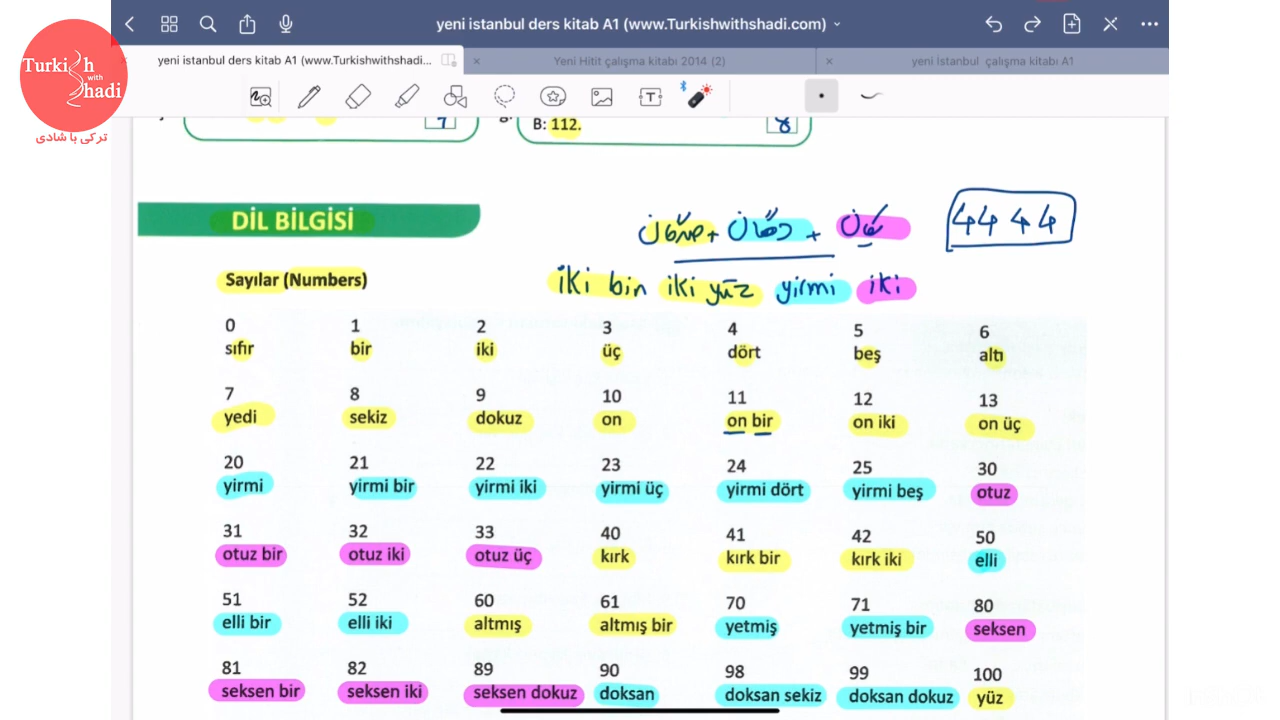 yeni istanbul ders kitab A1 (www.Turkishwithshadi.com)
yeni istanbul ders kitab A1 (www.Turkishwithshadi...
Yeni Hitit çalışma kitabı 2014 (2)
yeni İstanbul çalışma kitabı A1
Turkish
with
Shadi
ترکی با شادی
B: 112.
8
DİL BİLGİSİ
صدگان + دهگان + یکان
4444
Sayılar (Numbers)
iki bin iki yüz yirmi iki
0 1 2 3 4 5 6
sıfır bir iki üç dört beş altı
7 8 9 10 11 12 13
yedi sekiz dokuz on on bir on iki on üç
20 21 22 23 24 25 30
yirmi yirmi bir yirmi iki yirmi üç yirmi dört yirmi beş otuz
31 32 33 40 41 42 50
otuz bir otuz iki otuz üç kırk kırk bir kırk iki elli
51 52 60 61 70 71 80
elli bir elli iki altmış altmış bir yetmiş yetmiş bir seksen
81 82 89 90 98 99 100
seksen bir seksen iki seksen dokuz doksan doksan sekiz doksan dokuz yüz